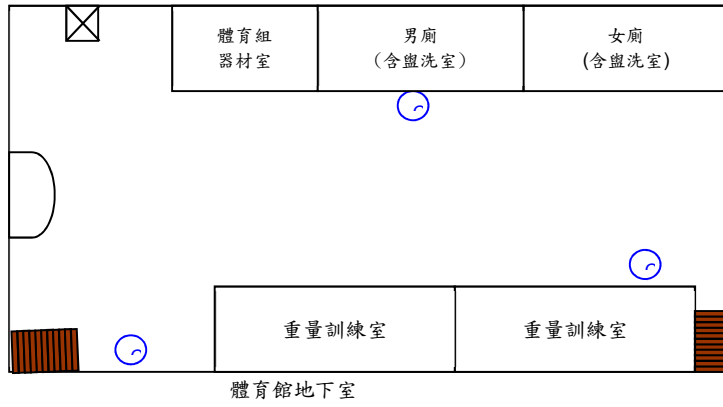 體育組
器材室
男廁
（含盥洗室）
女廁
(含盥洗室)
重量訓練室
重量訓練室
體育館地下室